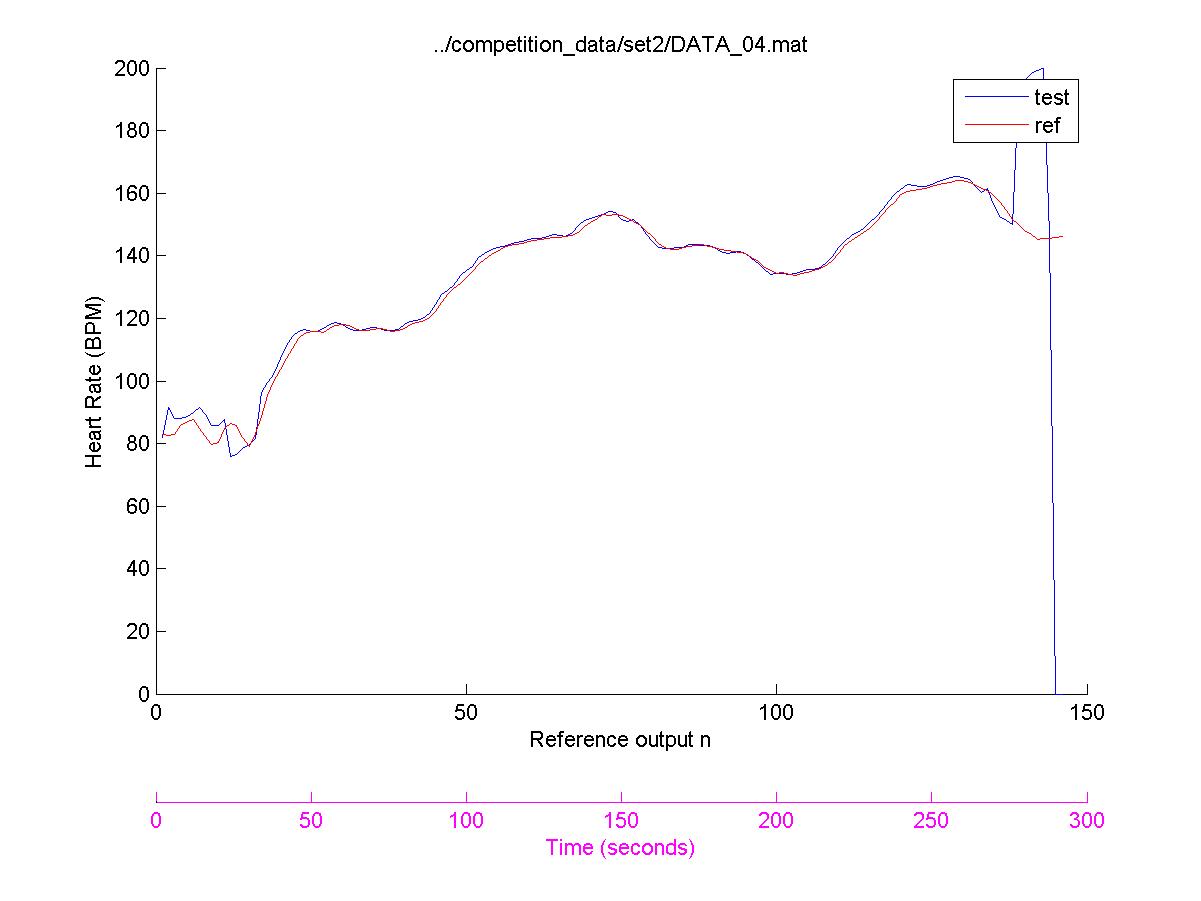 ../competition_data/set2/DATA_04.mat
200
180
160
140
120
100
80
60
40
20
0
Heart Rate (BPM)
test
ref
0 50 100 150
Reference output n
0 50 100 150 200 250 300
Time (seconds)